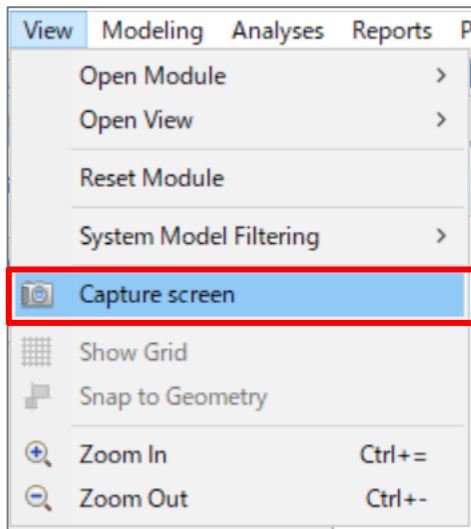 View Modeling Analyses Reports P
Open Module >
Open View >
Reset Module
System Model Filtering >
Capture screen
Show Grid
Snap to Geometry
Zoom In Ctrl+=
Zoom Out Ctrl+-